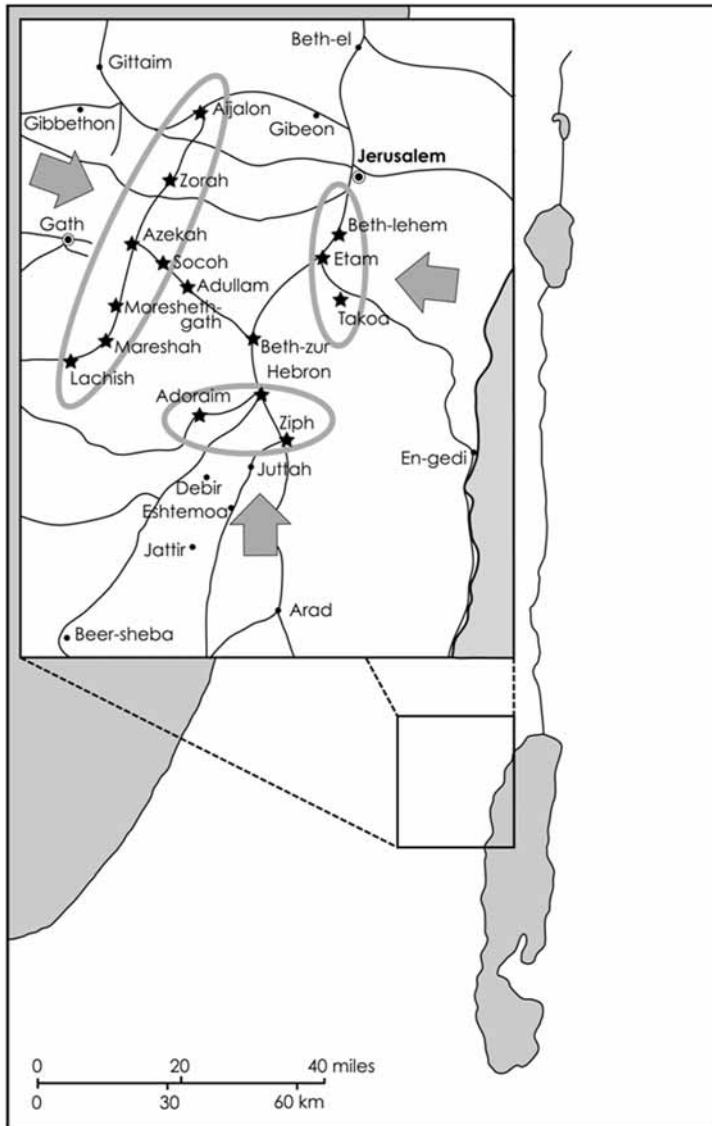 Beth-el
Gittaim
Aijalon
Gibbethon
Gibeon
Jerusalem
Zorah
Gath
Beth-lehem
Azekah
Etam
Socoh
Adullam
Moresheth-
gath
Takoa
Mareshah
Beth-zur
Lachish
Hebron
Adoraim
Ziph
En-gedi
Juttah
Debir
Eshtemoa
Jattir
Arad
Beer-sheba
0 20 40 miles
0 30 60 km